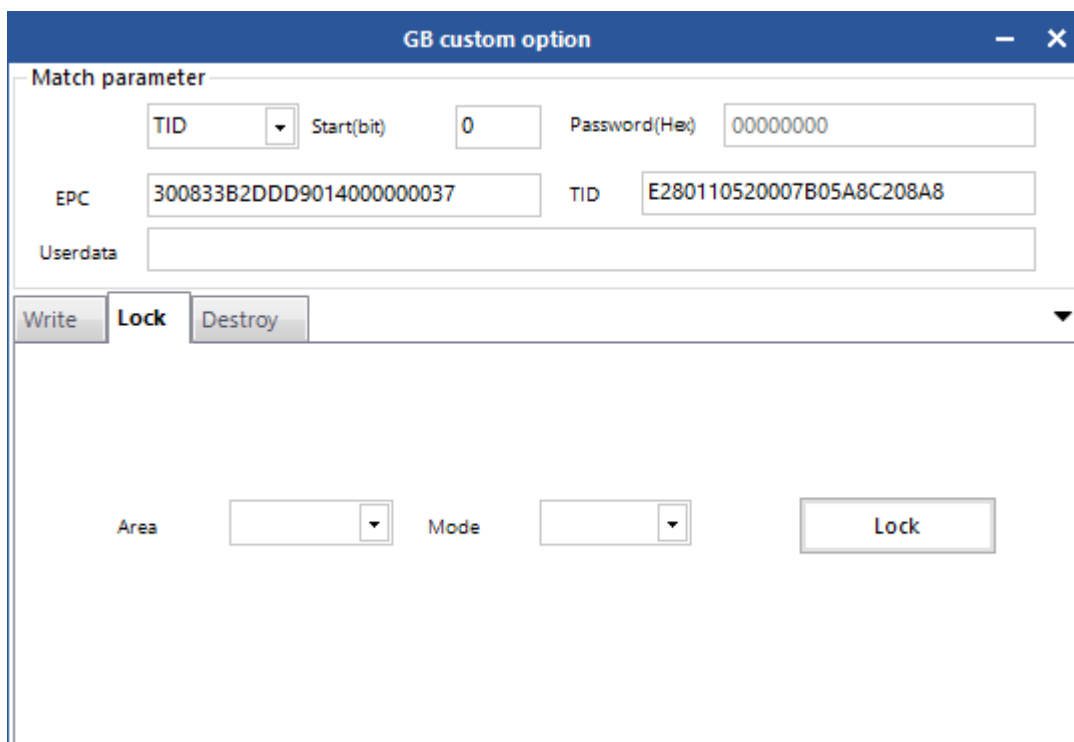 GB custom option
Match parameter
TID Start(bit) 0 Password(Hex) 00000000
EPC 300833B2DDD9014000000037 TID E280110520007B05A8C208A8
Userdata
Write Lock Destroy
Area Mode Lock